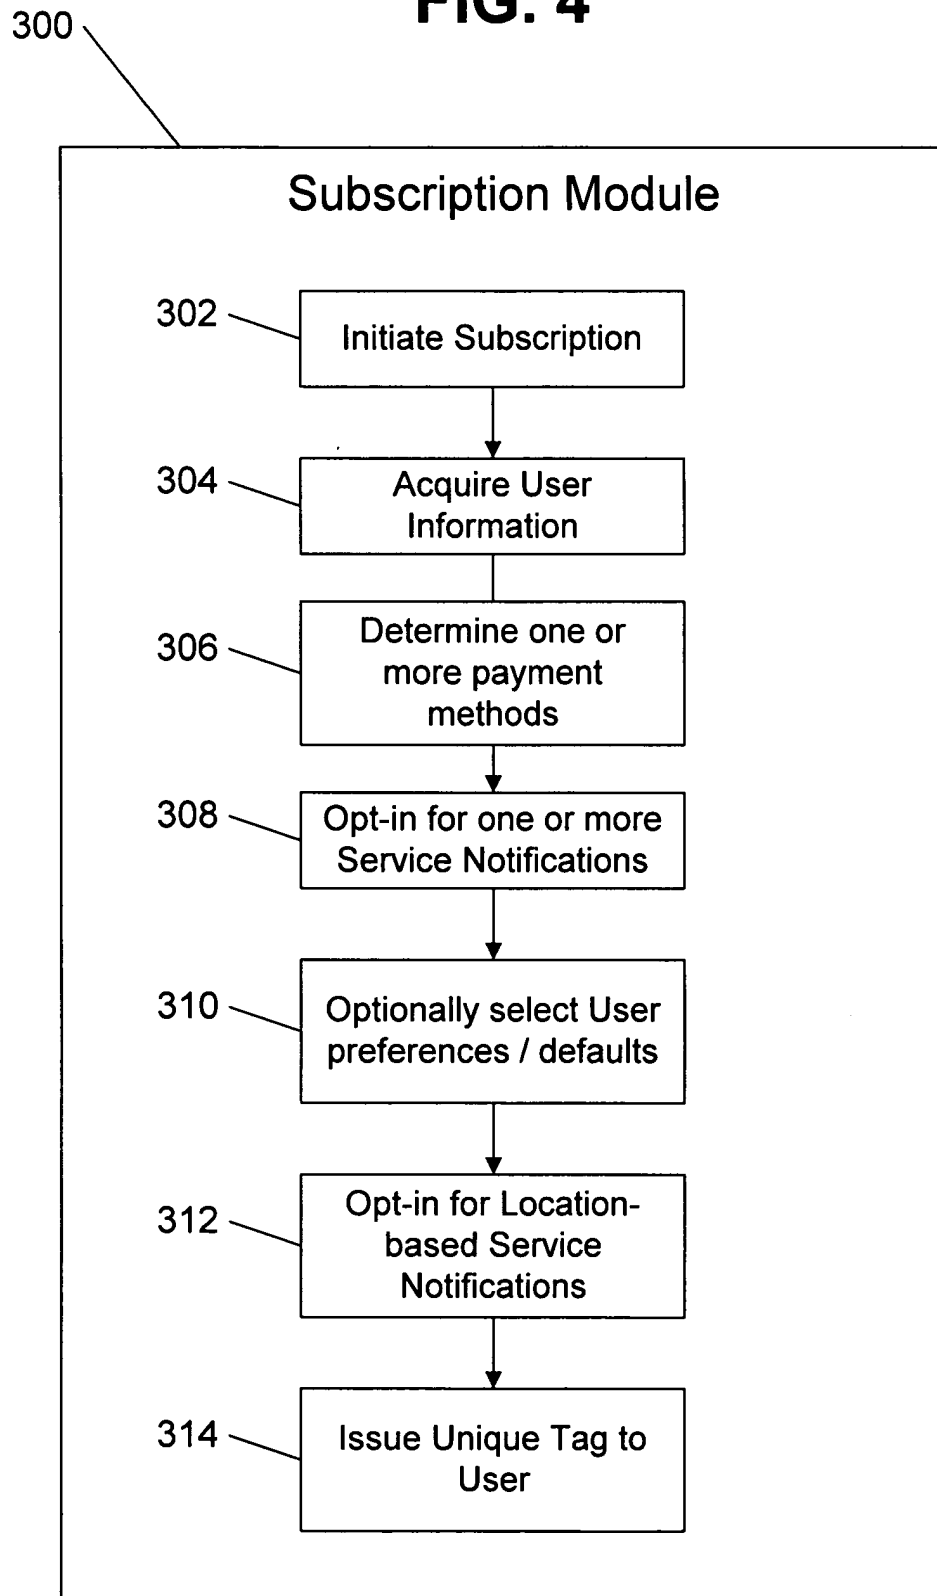 FIG. 4
300
Subscription Module
302
Initiate Subscription
304
Acquire User
Information
306
Determine one or
more payment
methods
308
Opt-in for one or more
Service Notifications
310
Optionally select User
preferences / defaults
312
Opt-in for Location-
based Service
Notifications
314
Issue Unique Tag to
User